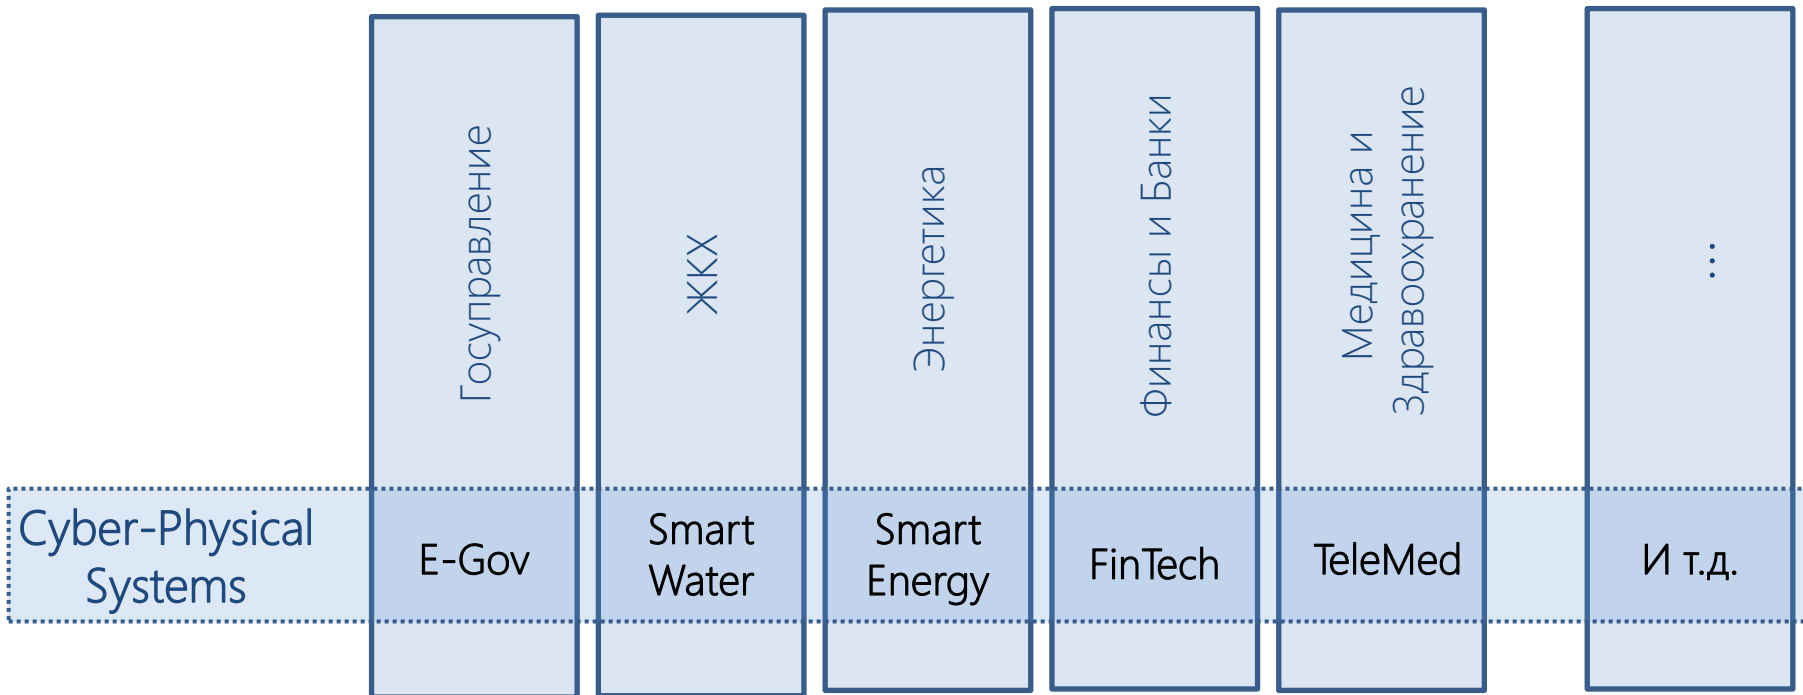 Госуправление
ЖКХ
Энергетика
Финансы и Банки
Медицина и
Здравоохранение
...
Cyber-Physical
Systems
E-Gov
Smart
Water
Smart
Energy
FinTech
TeleMed
И т.д.